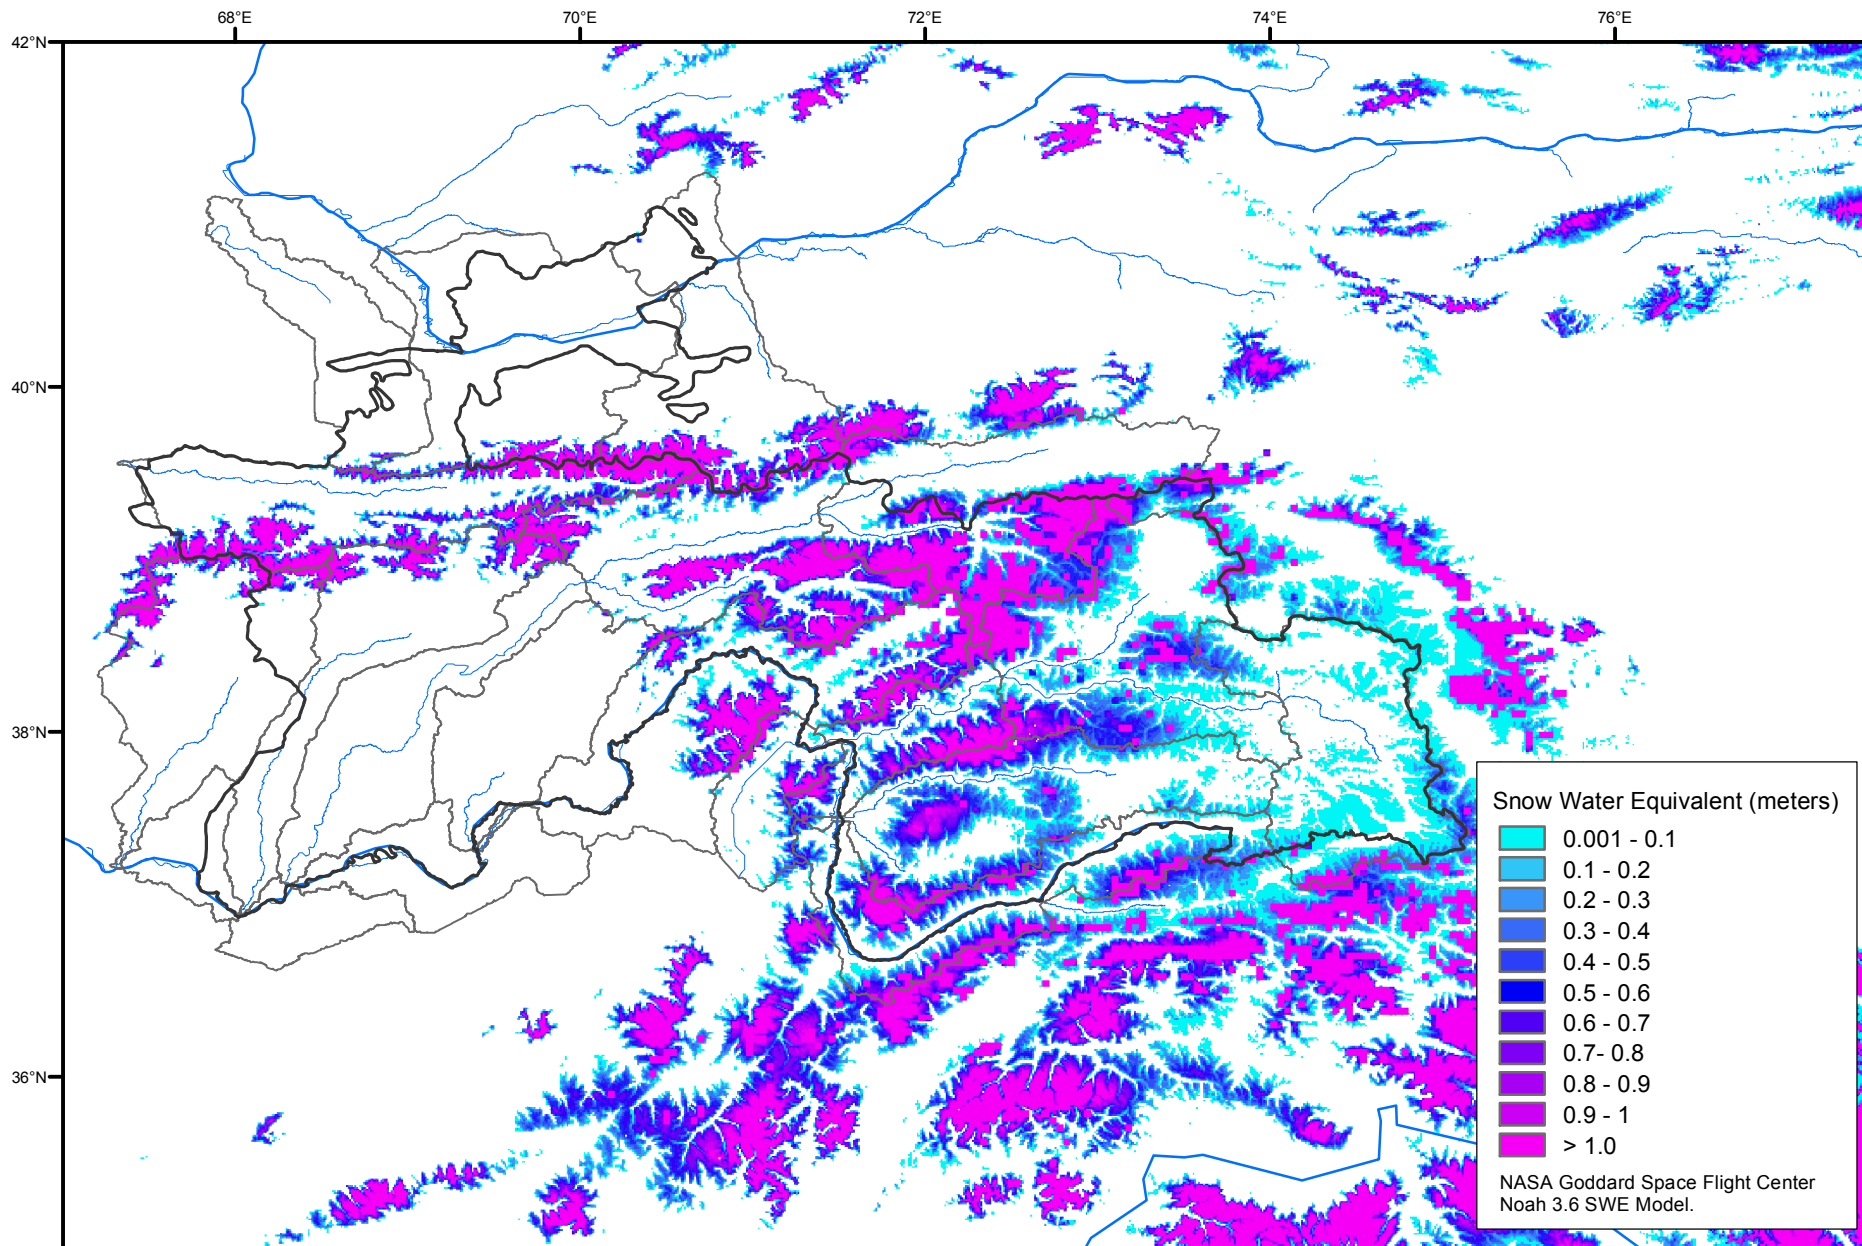 68°E 70°E 72°E 74°E 76°E
42°N
40°N
38°N
36°N
Snow Water Equivalent (meters)
0.001 - 0.1
0.1 - 0.2
0.2 - 0.3
0.3 - 0.4
0.4 - 0.5
0.5 - 0.6
0.6 - 0.7
0.7- 0.8
0.8 - 0.9
0.9 - 1
> 1.0
NASA Goddard Space Flight Center
Noah 3.6 SWE Model.